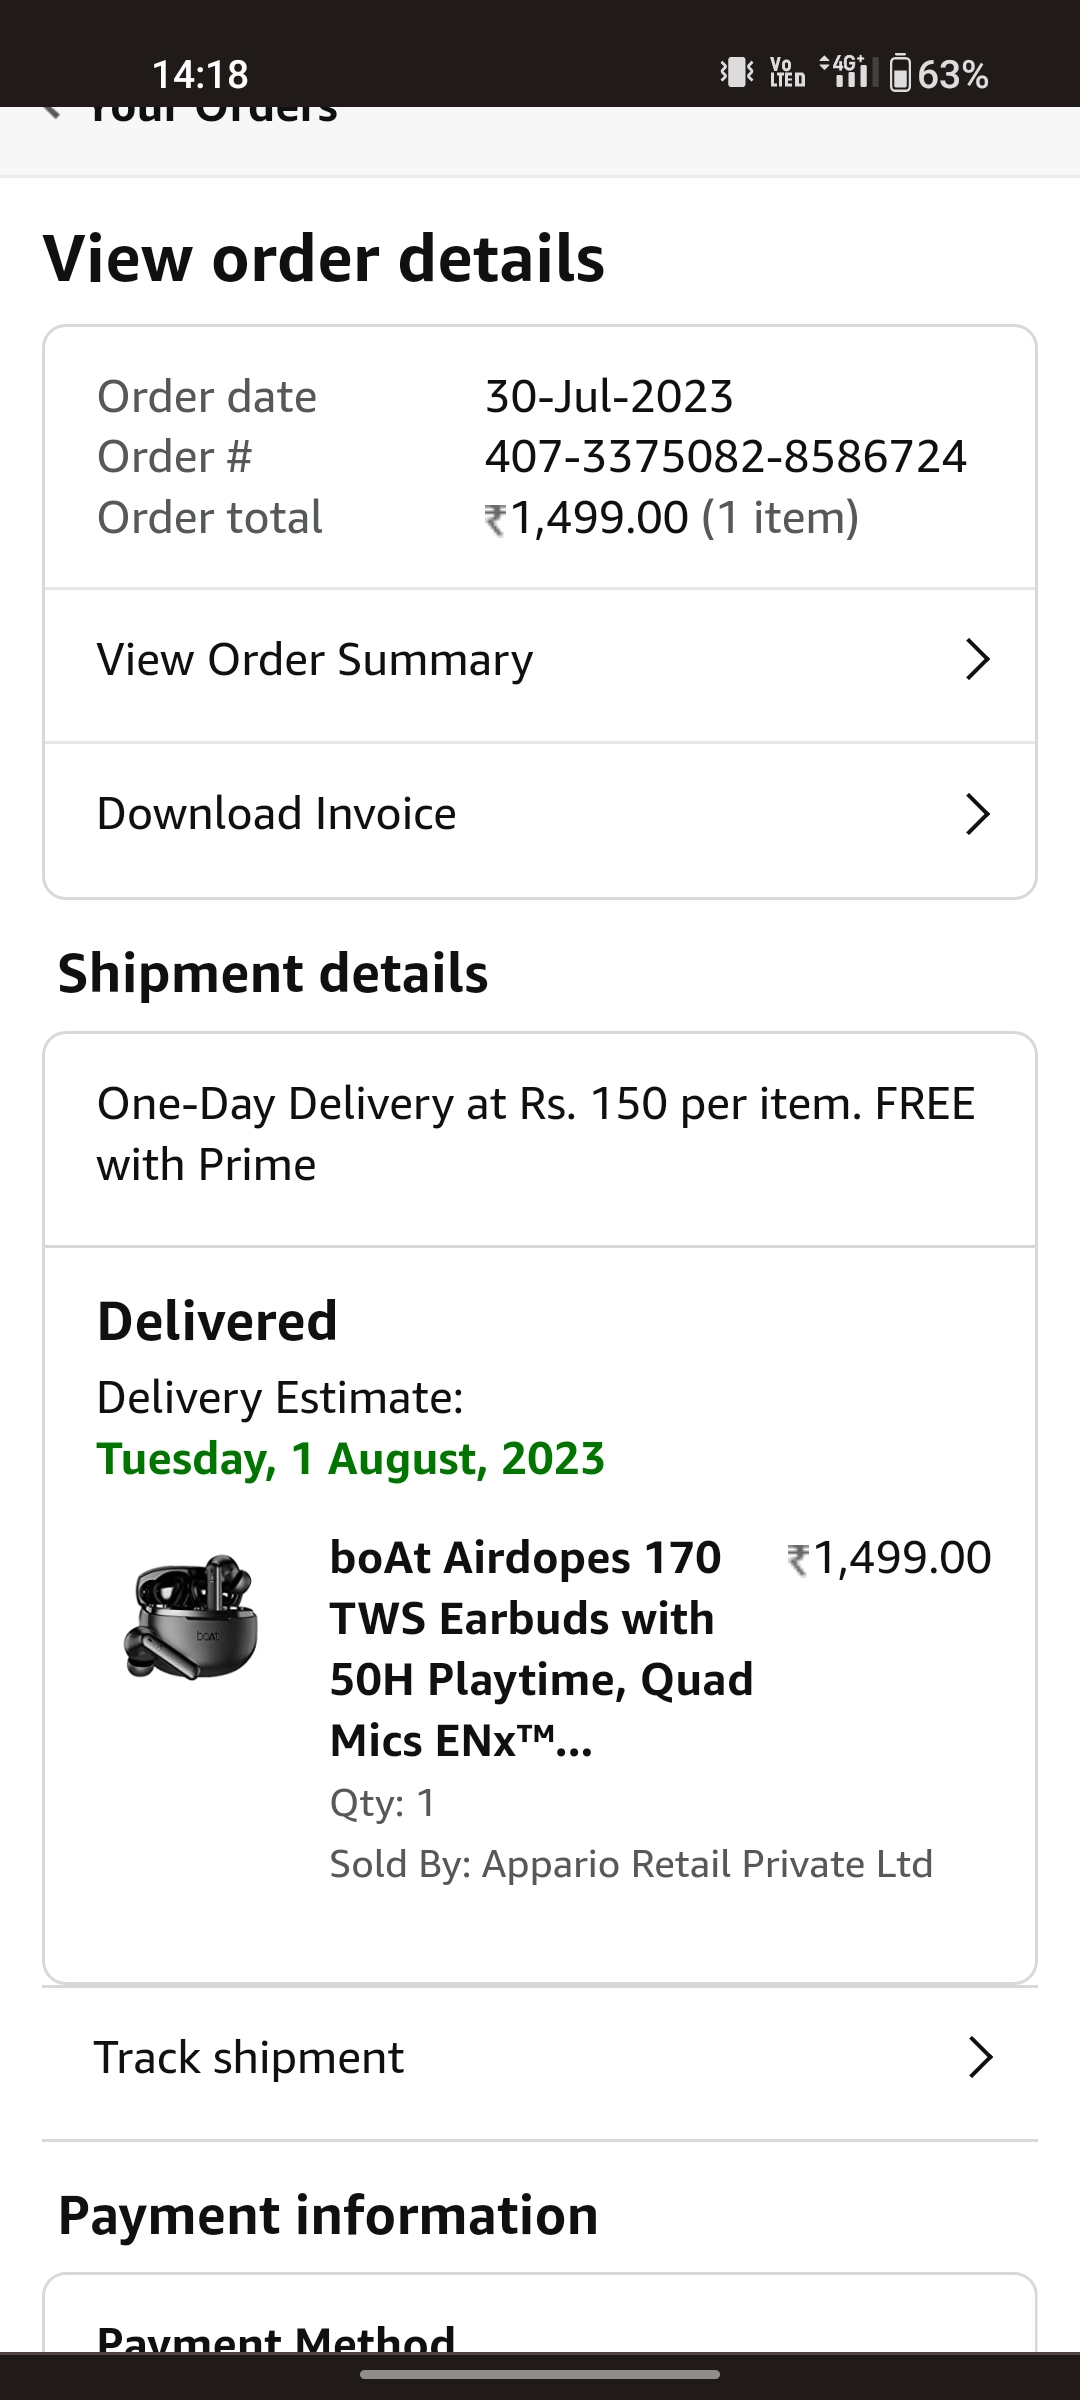 14:18
Vo LTED 4G+ 63%
Your Orders
View order details
Order date 30-Jul-2023
Order # 407-3375082-8586724
Order total ₹1,499.00 (1 item)
View Order Summary
Download Invoice
Shipment details
One-Day Delivery at Rs. 150 per item. FREE
with Prime
Delivered
Delivery Estimate:
Tuesday, 1 August, 2023
boAt Airdopes 170 ₹1,499.00
TWS Earbuds with
50H Playtime, Quad
Mics ENx™...
Qty: 1
Sold By: Appario Retail Private Ltd
boAt
Track shipment
Payment information
Payment Method